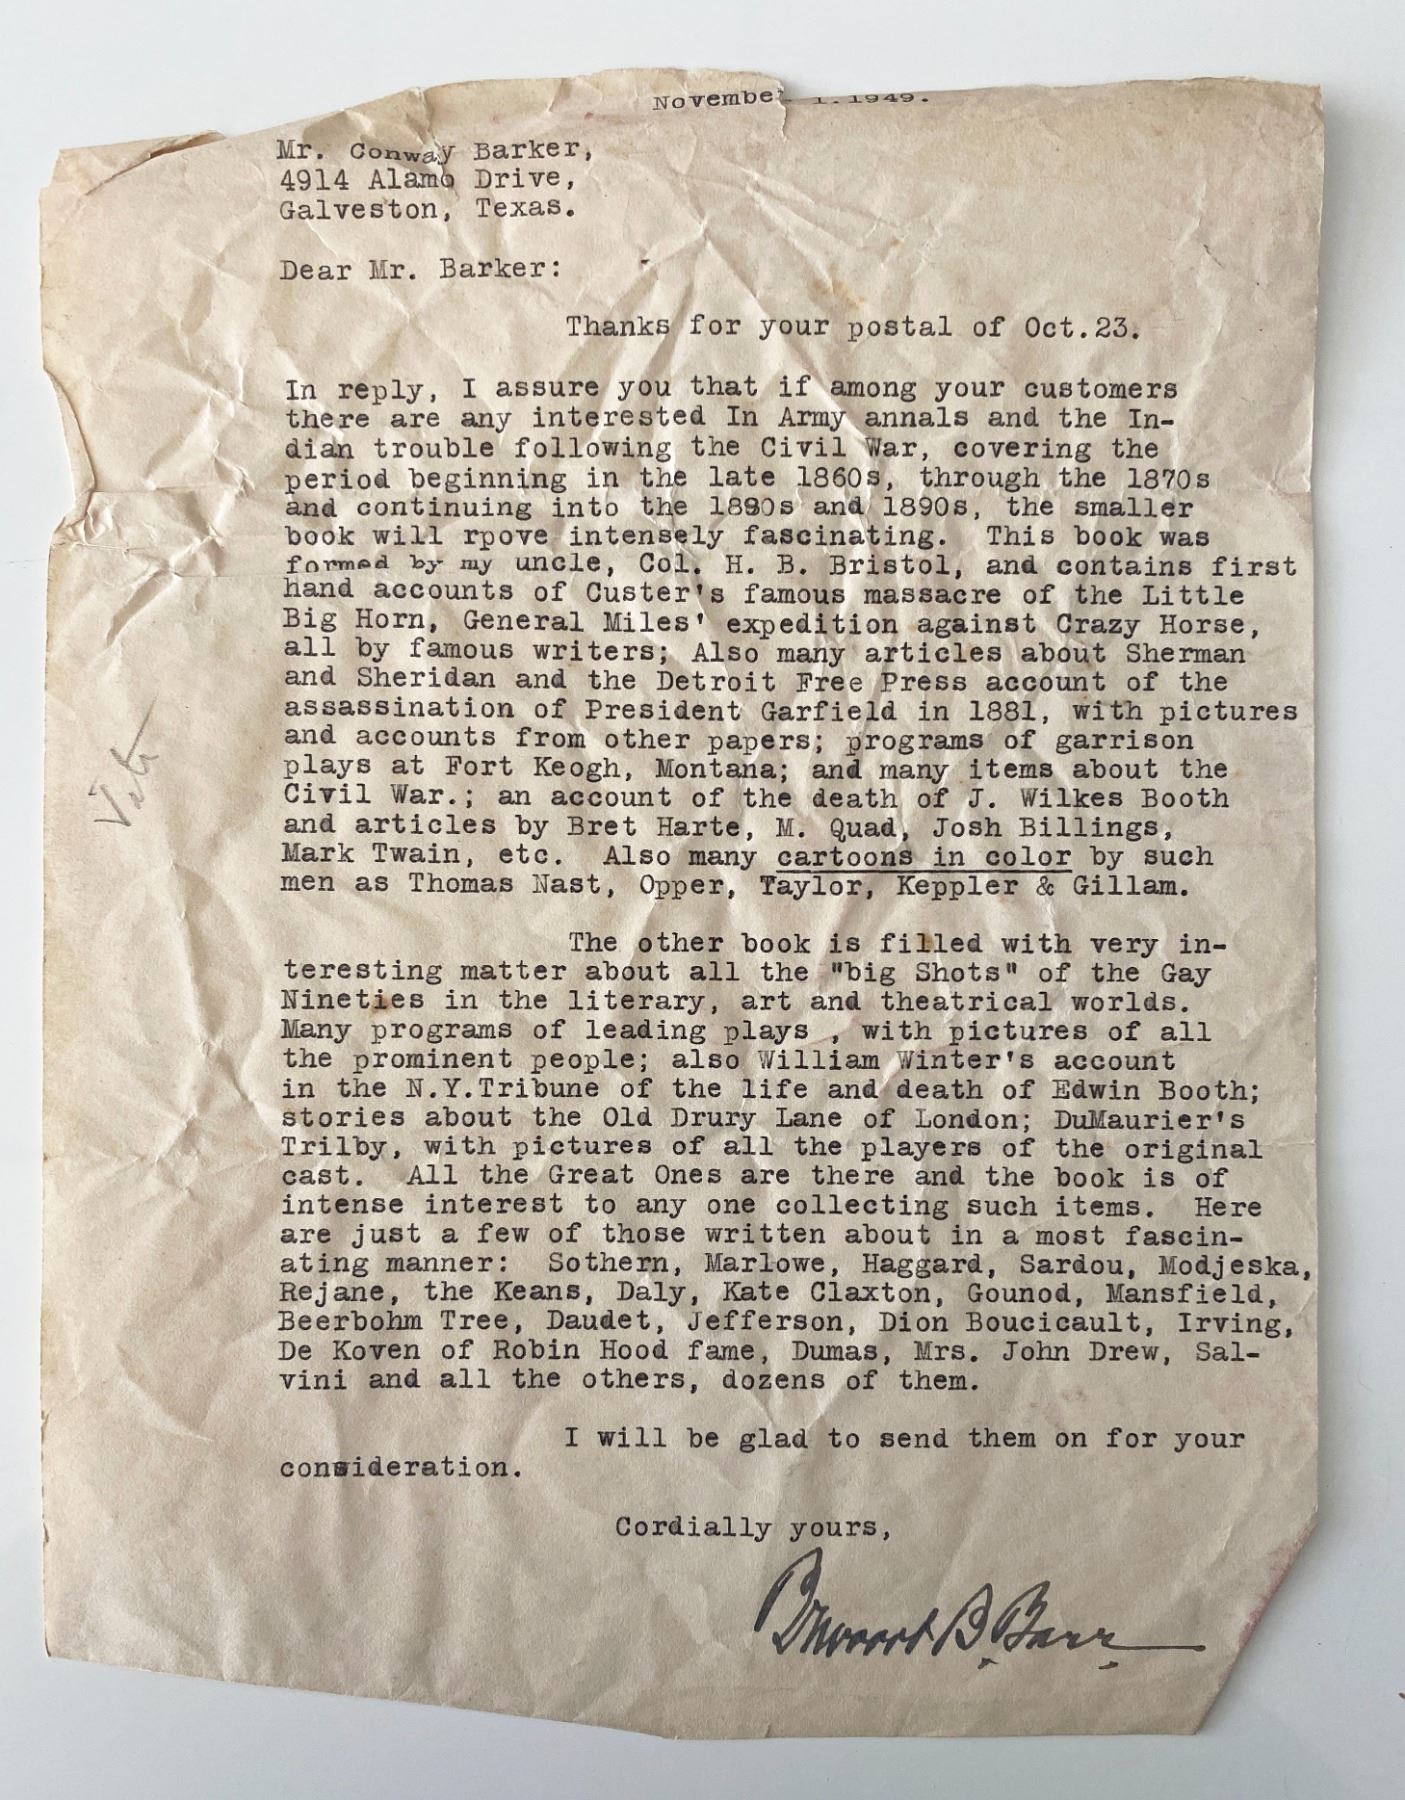 November 1.1949.
Mr. Conway Barker,
4914 Alamo Drive,
Galveston, Texas.
Dear Mr. Barker:
Thanks for your postal of Oct.23.
In reply, I assure you that if among your customers
there are any interested In Army annals and the In-
dian trouble following the Civil War, covering the
period beginning in the late 1860s, through the 1870s
and continuing into the 1880s and 1890s, the smaller
book will rpove intensely fascinating. This book was
formed by my uncle, Col. H. B. Bristol, and contains first
hand accounts of Custer's famous massacre of the Little
Big Horn, General Miles' expedition against Crazy Horse,
all by famous writers; Also many articles about Sherman
and Sheridan and the Detroit Free Press account of the
assassination of President Garfield in 1881, with pictures
and accounts from other papers; programs of garrison
plays at Fort Keogh, Montana; and many items about the
Civil War.; an account of the death of J. Wilkes Booth
and articles by Bret Harte, M. Quad, Josh Billings,
Mark Twain, etc. Also many cartoons in color by such
men as Thomas Nast, Opper, Taylor, Keppler & Gillam.
The other book is filled with very in-
teresting matter about all the "big Shots" of the Gay
Nineties in the literary, art and theatrical worlds.
Many programs of leading plays , with pictures of all
the prominent people; also William Winter's account
in the N.Y.Tribune of the life and death of Edwin Booth;
stories about the Old Drury Lane of London; DuMaurier's
Trilby, with pictures of all the players of the original
cast. All the Great Ones are there and the book is of
intense interest to any one collecting such items. Here
are just a few of those written about in a most fascin-
ating manner: Sothern, Marlowe, Haggard, Sardou, Modjeska,
Rejane, the Keans, Daly, Kate Claxton, Gounod, Mansfield,
Beerbohm Tree, Daudet, Jefferson, Dion Boucicault, Irving,
De Koven of Robin Hood fame, Dumas, Mrs. John Drew, Sal-
vini and all the others, dozens of them.
I will be glad to send them on for your
consideration.
Cordially yours,
B. Barr